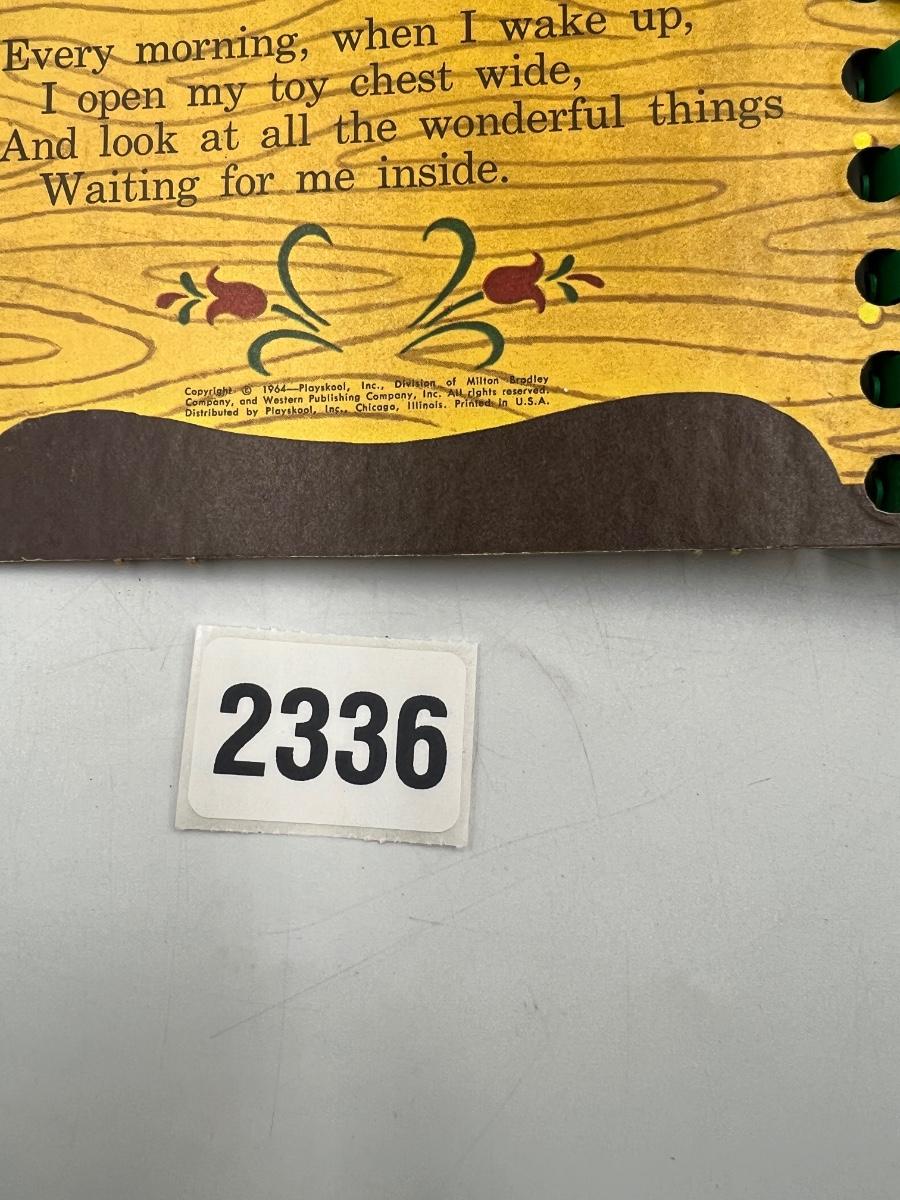 Every morning, when I wake up,
I open my toy chest wide,
And look at all the wonderful things
Waiting for me inside.
Copyright © 1964—Playskool, Inc., Division of Milton Bradley
Company, and Western Publishing Company, Inc. All rights reserved.
Distributed by Playskool, Inc., Chicago, Illinois. Printed in U.S.A.
2336